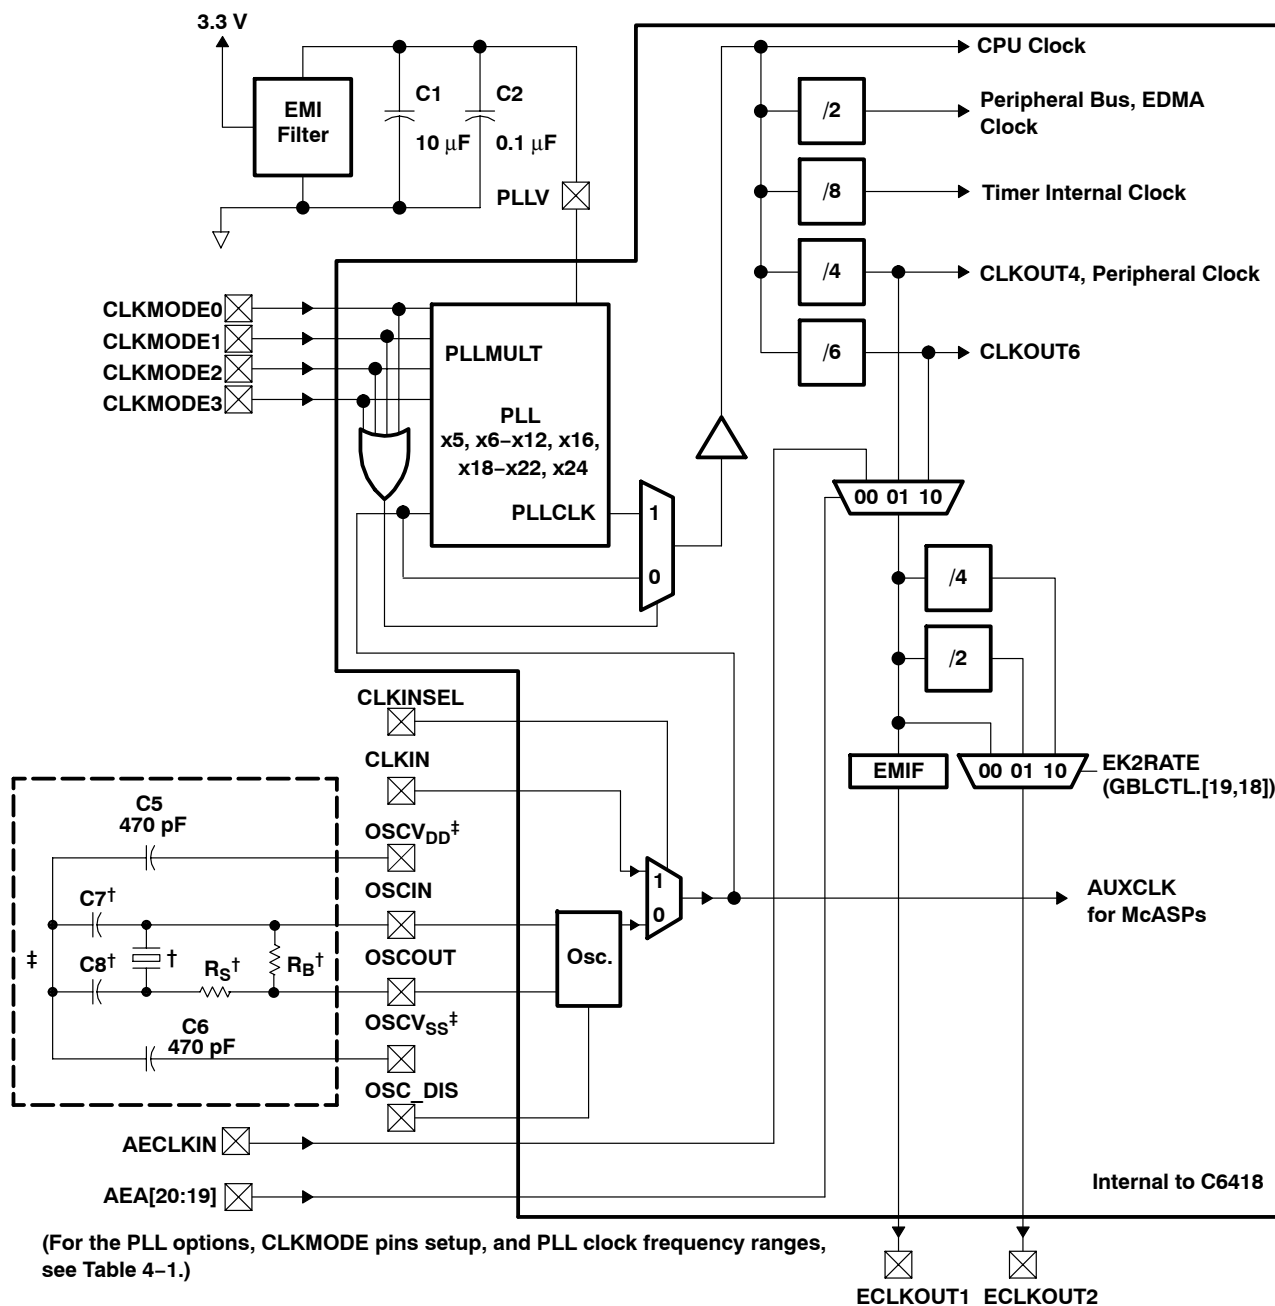 3.3 V
EMI
Filter
C1
10 μF
C2
0.1 μF
PLLV
CPU Clock
/2
Peripheral Bus, EDMA
Clock
/8
Timer Internal Clock
/4
CLKOUT4, Peripheral Clock
/6
CLKOUT6
CLKMODE0
CLKMODE1
CLKMODE2
CLKMODE3
PLLMULT
PLL
x5, x6−x12, x16,
x18−x22, x24
PLLCLK
1
0
00 01 10
/4
/2
EMIF
00 01 10
EK2RATE
(GBLCTL.[19,18])
CLKINSEL
CLKIN
OSCVDD‡
OSCIN
OSCOUT
OSCVSS‡
OSC_DIS
C5
470 pF
C7†
‡
†
C8†
RS†
RB†
C6
470 pF
Osc.
1
0
AUXCLK
for McASPs
AECLKIN
AEA[20:19]
Internal to C6418
(For the PLL options, CLKMODE pins setup, and PLL clock frequency ranges,
see Table 4−1.)
ECLKOUT1 ECLKOUT2